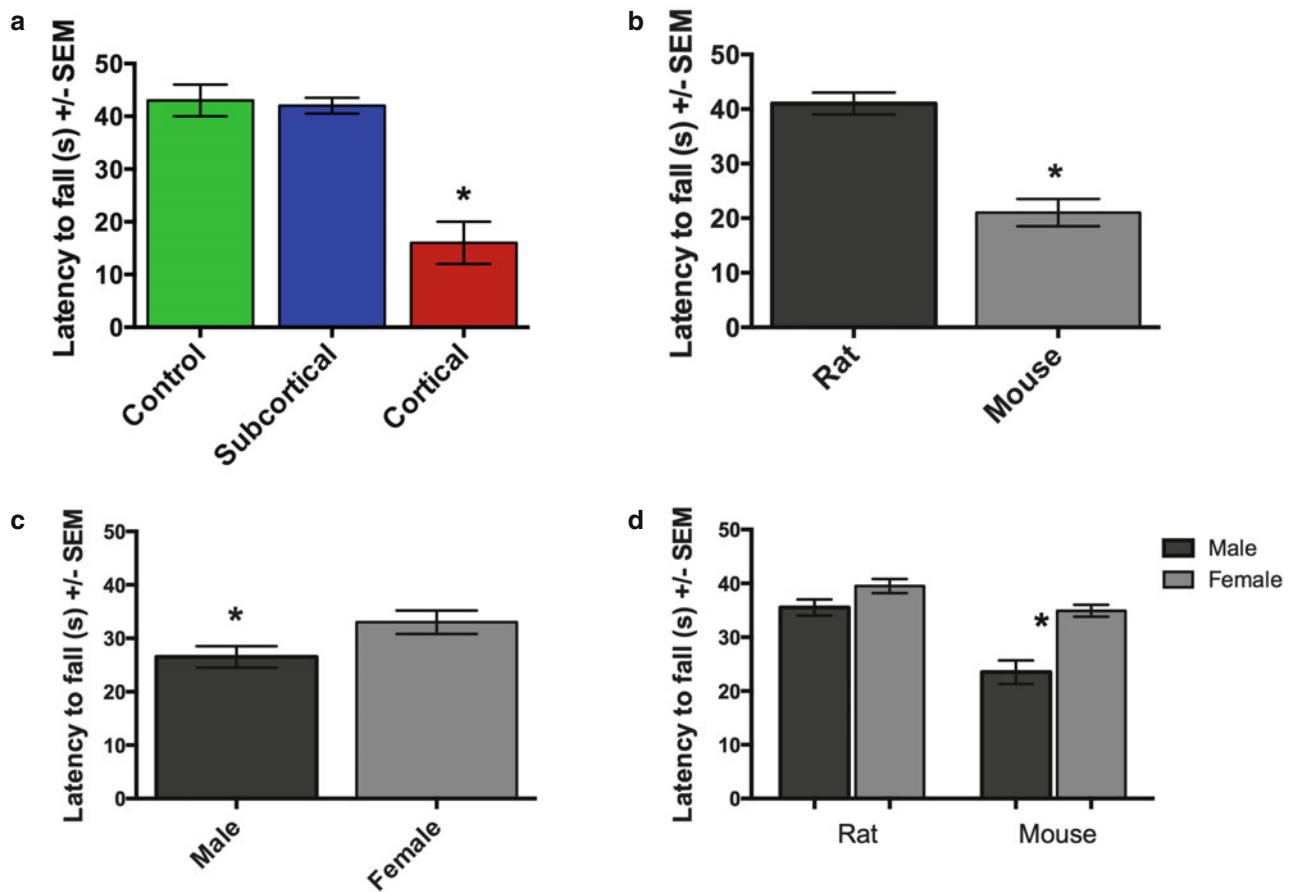 a
Latency to fall (s) +/- SEM
50
40
30
20
10
0
Control
Subcortical
Cortical
*
b
Latency to fall (s) +/- SEM
50
40
30
20
10
0
Rat
Mouse
*
c
Latency to fall (s) +/- SEM
50
40
30
20
10
0
Male
Female
*
d
Latency to fall (s) +/- SEM
50
40
30
20
10
0
Rat
Mouse
*
Male
Female